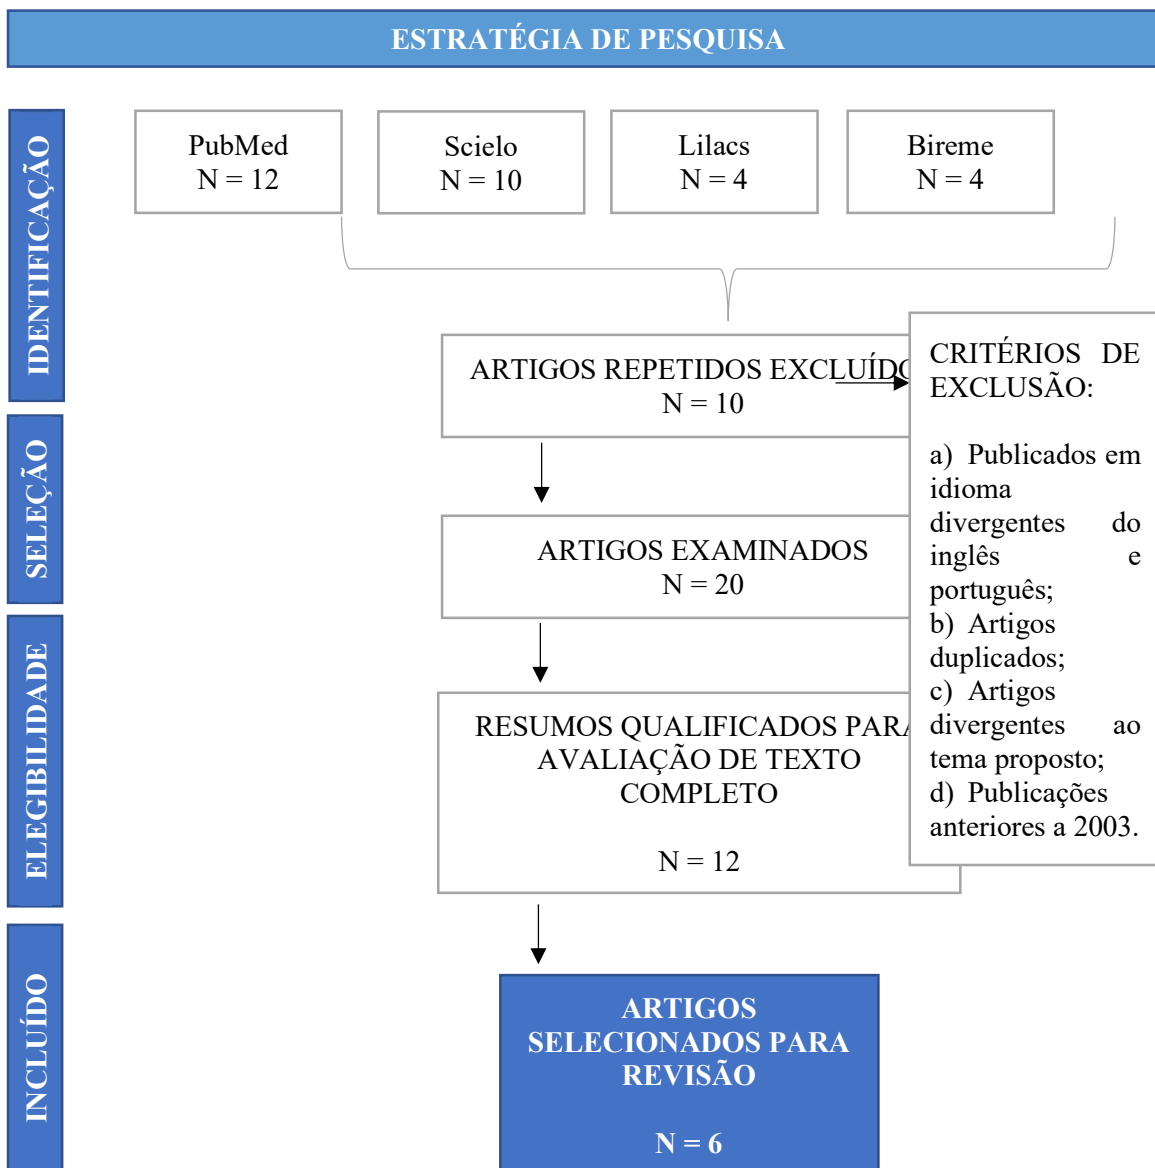 ESTRATÉGIA DE PESQUISA
IDENTIFICAÇÃO
PubMed
N = 12
Scielo
N = 10
Lilacs
N = 4
Bireme
N = 4
ARTIGOS REPETIDOS EXCLUÍDO
N = 10
CRITÉRIOS DE
EXCLUSÃO:
a) Publicados em
idioma
divergentes do
inglês e
português;
b) Artigos
duplicados;
c) Artigos
divergentes ao
tema proposto;
d) Publicações
anteriores a 2003.
SELEÇÃO
ARTIGOS EXAMINADOS
N = 20
ELEGIBILIDADE
RESUMOS QUALIFICADOS PARA
AVALIAÇÃO DE TEXTO
COMPLETO
N = 12
INCLUÍDO
ARTIGOS
SELECIONADOS PARA
REVISÃO
N = 6